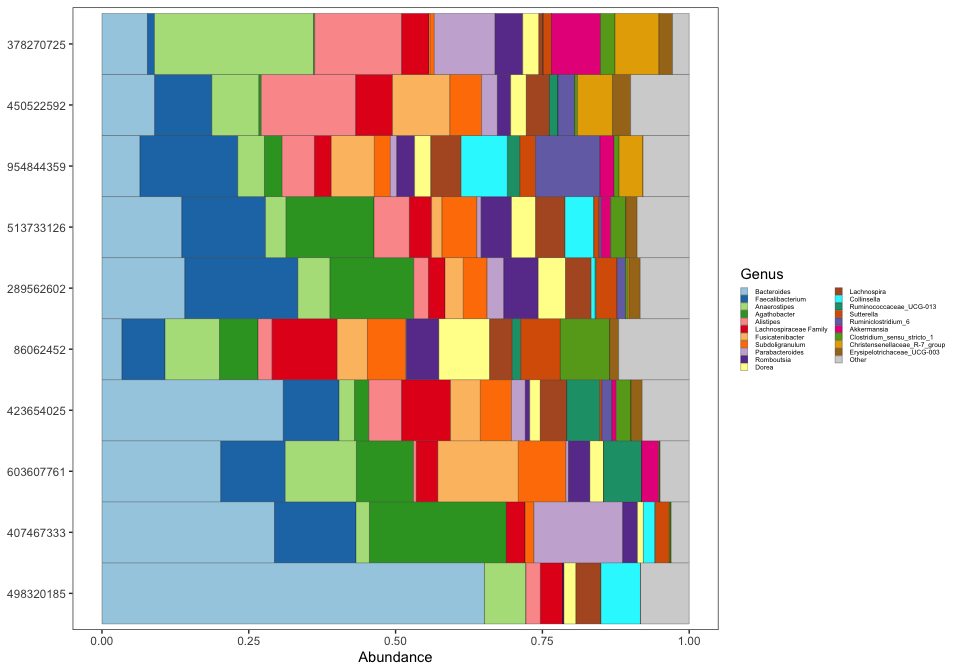 378270725
450522592
954844359
513733126
289562602
86062452
423654025
603607761
407467333
498320185
0.00 0.25 0.50 0.75 1.00
Abundance
Genus
Bacteroides
Faecalibacterium
Anaerostipes
Agathobacter
Alistipes
Lachnospiraceae Family
Fusicatenibacter
Subdoligranulum
Parabacteroides
Romboutsia
Dorea
Lachnospira
Collinsella
Ruminococcaceae_UCG-013
Sutterella
Ruminiclostridium_6
Akkermansia
Clostridium_sensu_stricto_1
Christensenellaceae_R-7_group
Erysipelotrichaceae_UCG-003
Other